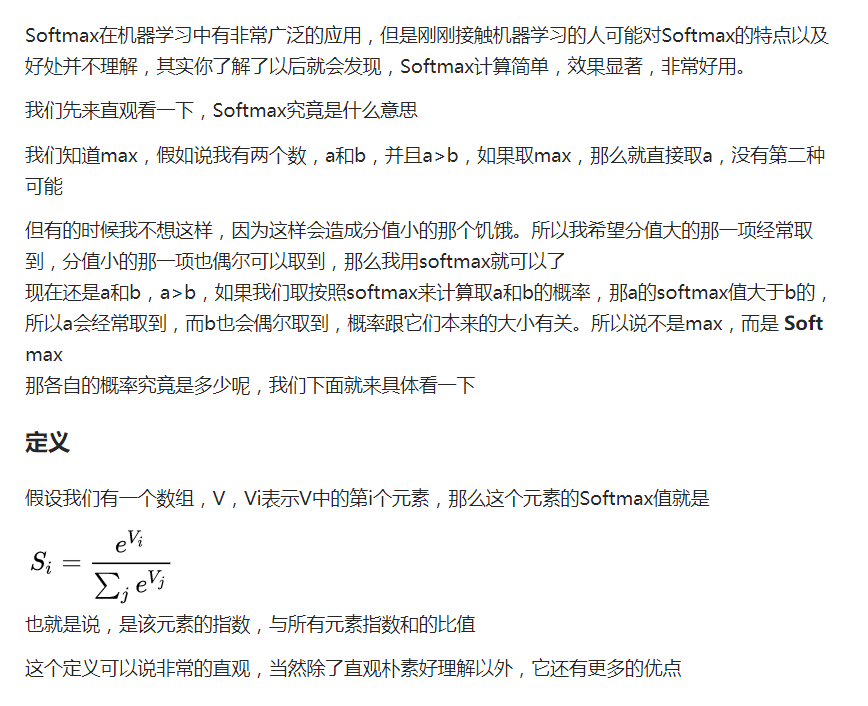 Softmax在机器学习中有非常广泛的应用，但是刚刚接触机器学习的人可能对Softmax的特点以及
好处并不理解，其实你了解了以后就会发现，Softmax计算简单，效果显著，非常好用。
我们先来直观看一下，Softmax究竟是什么意思
我们知道max，假如说我有两个数，a和b，并且a>b，如果取max，那么就直接取a，没有第二种
可能
但有的时候我不想这样，因为这样会造成分值小的那个饥饿。所以我希望分值大的那一项经常取
到，分值小的那一项也偶尔可以取到，那么我用softmax就可以了
现在还是a和b，a>b，如果我们取按照softmax来计算取a和b的概率，那a的softmax值大于b的，
所以a会经常取到，而b也会偶尔取到，概率跟它们本来的大小有关。所以说不是max，而是 Soft
max
那各自的概率究竟是多少呢，我们下面就来具体看一下
定义
假设我们有一个数组，V，Vi表示V中的第i个元素，那么这个元素的Softmax值就是
S_i = \frac{e^{V_i}}{\sum_j e^{V_j}}
也就是说，是该元素的指数，与所有元素指数和的比值
这个定义可以说非常的直观，当然除了直观朴素好理解以外，它还有更多的优点